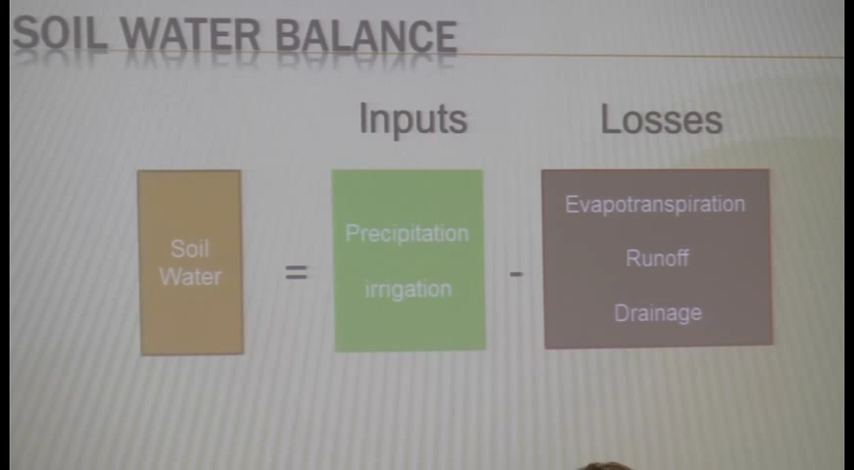 SOIL WATER BALANCE
Inputs
Losses
Soil
Water
=
Precipitation
irrigation
-
Evapotranspiration
Runoff
Drainage